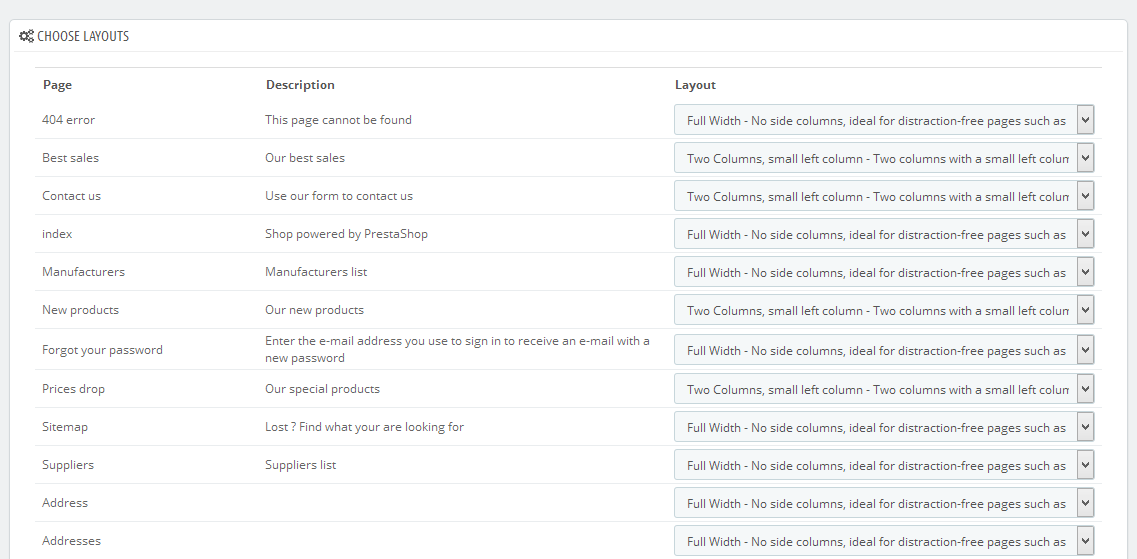 CHOOSE LAYOUTS
Page Description Layout
404 error This page cannot be found Full Width - No side columns, ideal for distraction-free pages such as
Best sales Our best sales Two Columns, small left column - Two columns with a small left colum
Contact us Use our form to contact us Two Columns, small left column - Two columns with a small left colum
index Shop powered by PrestaShop Full Width - No side columns, ideal for distraction-free pages such as
Manufacturers Manufacturers list Full Width - No side columns, ideal for distraction-free pages such as
New products Our new products Two Columns, small left column - Two columns with a small left colum
Forgot your password Enter the e-mail address you use to sign in to receive an e-mail with a
new password Full Width - No side columns, ideal for distraction-free pages such as
Prices drop Our special products Two Columns, small left column - Two columns with a small left colum
Sitemap Lost ? Find what your are looking for Full Width - No side columns, ideal for distraction-free pages such as
Suppliers Suppliers list Full Width - No side columns, ideal for distraction-free pages such as
Address Full Width - No side columns, ideal for distraction-free pages such as
Addresses Full Width - No side columns, ideal for distraction-free pages such as